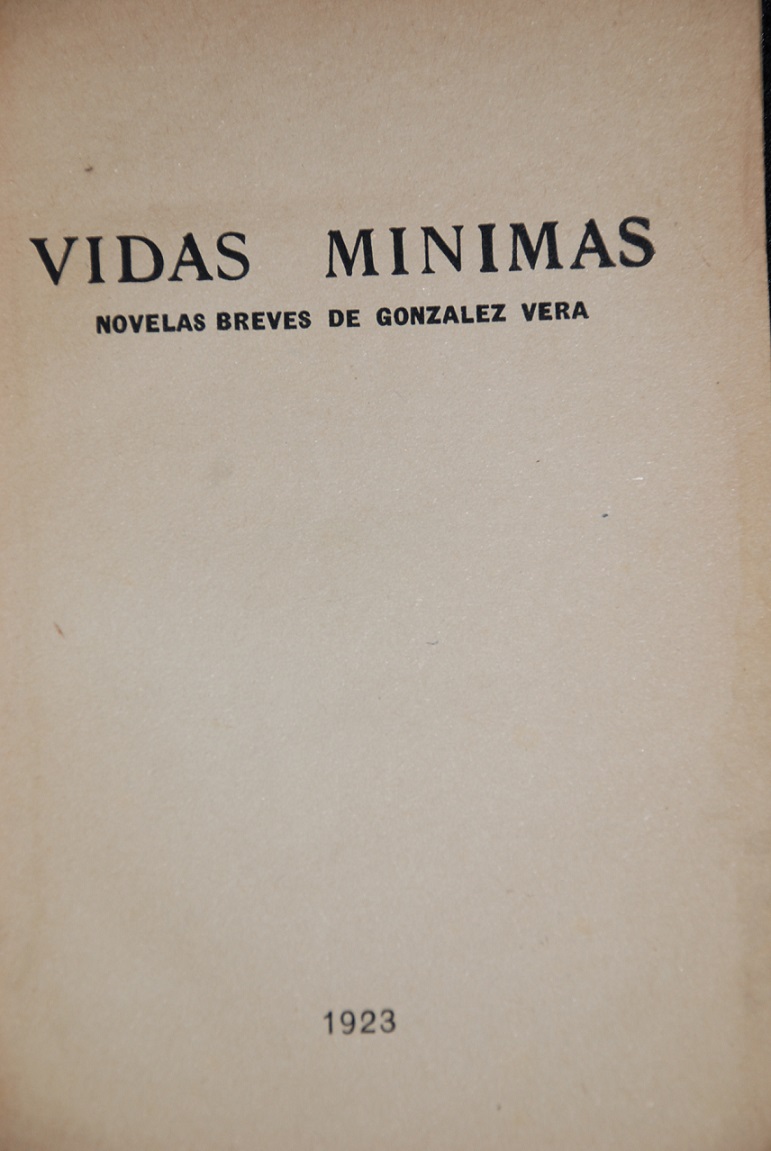 VIDAS MINIMAS
NOVELAS BREVES DE GONZALEZ VERA
1923